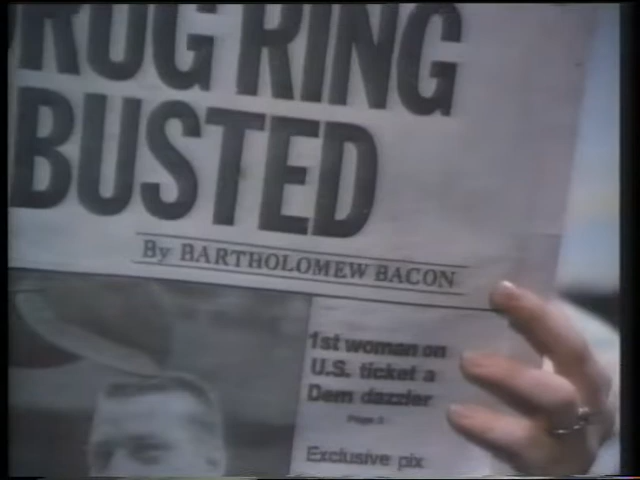 RUG RING
BUSTED
By BARTHOLOMEW BACON
1st woman on
U.S. ticket a
Dem dazzler
Exclusive pix